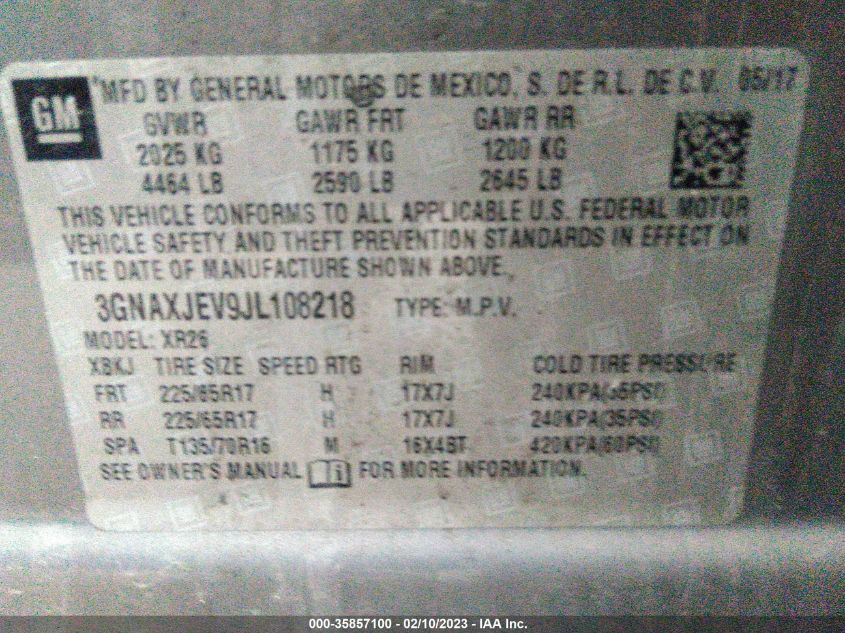 GM
MFD BY GENERAL MOTORS DE MEXICO, S. DE R.L. DE C.V. 05/17
GVWR GAWR FRT GAWR RR
2025 KG 1175 KG 1200 KG
4464 LB 2590 LB 2645 LB
THIS VEHICLE CONFORMS TO ALL APPLICABLE U.S. FEDERAL MOTOR
VEHICLE SAFETY AND THEFT PREVENTION STANDARDS IN EFFECT ON
THE DATE OF MANUFACTURE SHOWN ABOVE.
3GNAXJEV9JL108218 TYPE: M.P.V.
MODEL: XR26
XBKJ TIRE SIZE SPEED RTG RIM COLD TIRE PRESSURE
FRT 225/65R17 H 17X7J 240KPA(35PSI)
RR 225/65R17 H 17X7J 240KPA(35PSI)
SPA T135/70R16 M 16X4BT 420KPA(60PSI)
SEE OWNER'S MANUAL i FOR MORE INFORMATION.
000-35857100 - 02/10/2023 - IAA Inc.